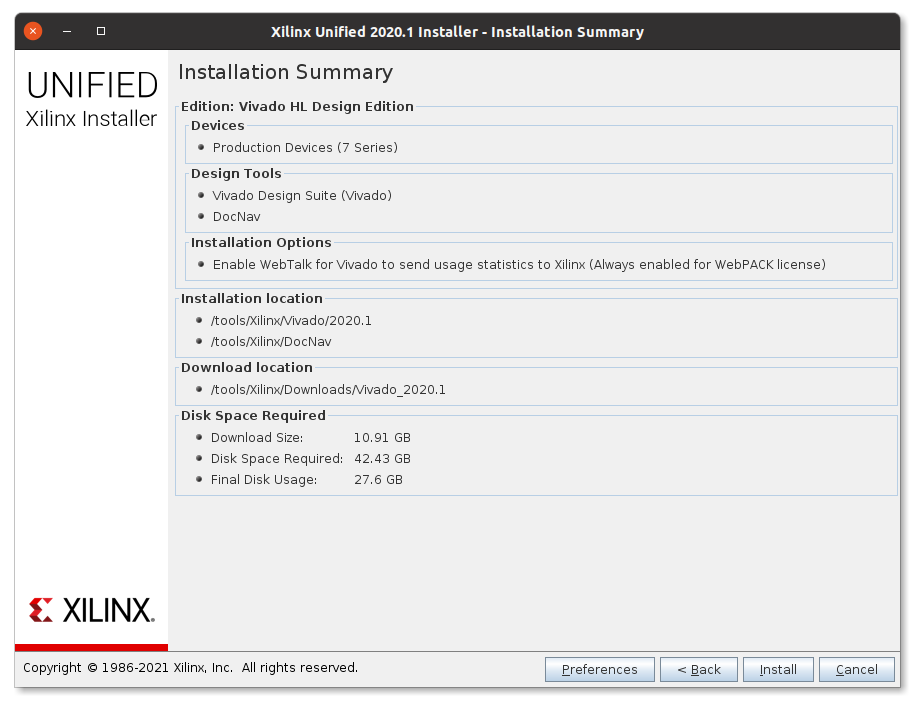 Xilinx Unified 2020.1 Installer - Installation Summary
UNIFIED
Xilinx Installer
Installation Summary
Edition: Vivado HL Design Edition
Devices
Production Devices (7 Series)
Design Tools
Vivado Design Suite (Vivado)
DocNav
Installation Options
Enable WebTalk for Vivado to send usage statistics to Xilinx (Always enabled for WebPACK license)
Installation location
/tools/Xilinx/Vivado/2020.1
/tools/Xilinx/DocNav
Download location
/tools/Xilinx/Downloads/Vivado_2020.1
Disk Space Required
Download Size: 10.91 GB
Disk Space Required: 42.43 GB
Final Disk Usage: 27.6 GB
XILINX.
Copyright © 1986-2021 Xilinx, Inc. All rights reserved.
Preferences
< Back
Install
Cancel